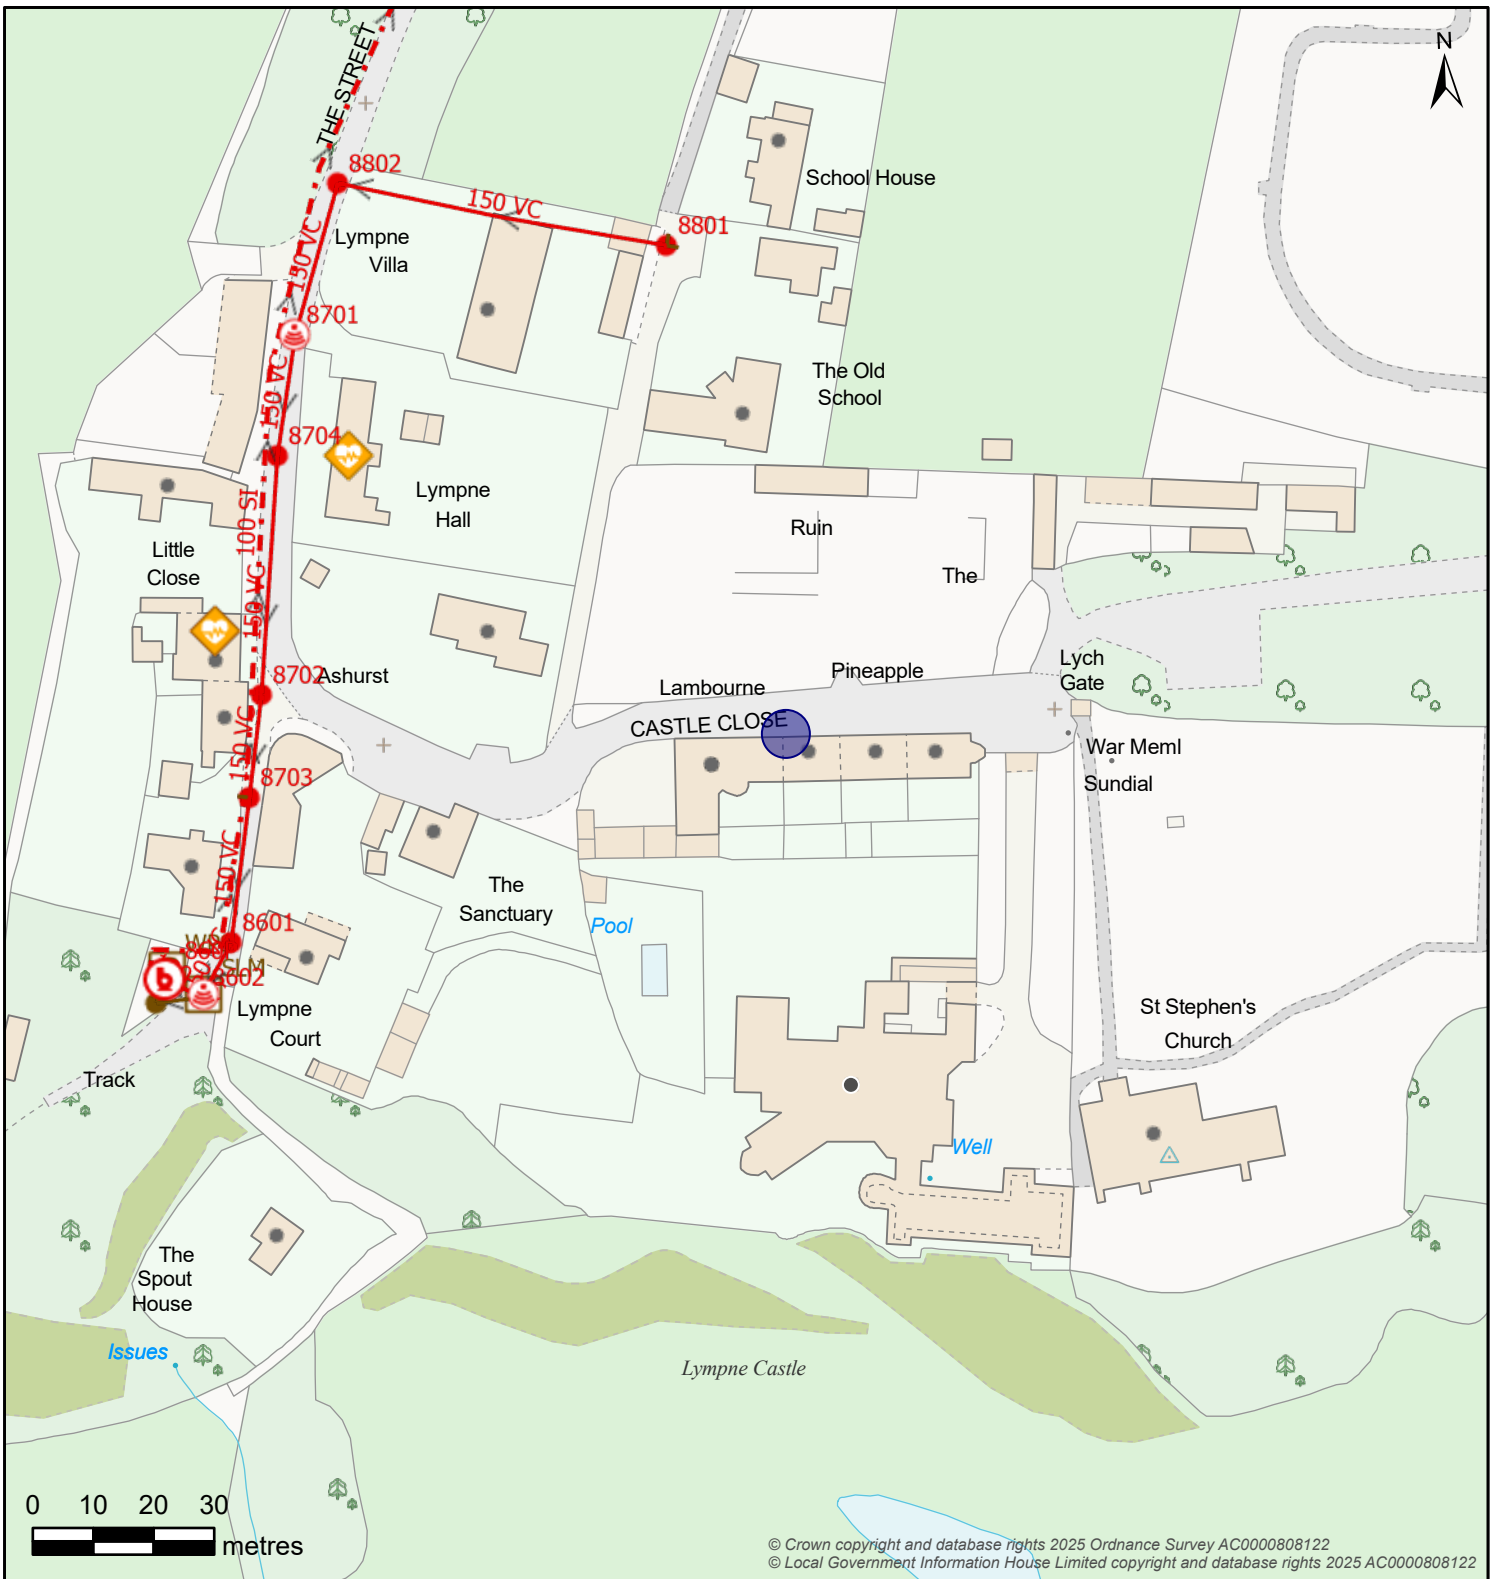 THE STREET
N
8802
150 VC
8801
School House
Lympne
Villa
150 VC
8701
The Old
School
150 VC
8704
Lympne
Hall
100 SI
Ruin
Little
Close
The
150 VC
8702
Ashurst
Lych
Gate
Pineapple
Lambourne
CASTLE CLOSE
War Meml
Sundial
150 VC
8703
150 VC
The
Sanctuary
8601
Pool
SLM
8602
Lympne
Court
St Stephen's
Church
Track
Well
The
Spout
House
Issues
Lympne Castle
0 10 20 30
metres
© Crown copyright and database rights 2025 Ordnance Survey AC0000808122
© Local Government Information House Limited copyright and database rights 2025 AC0000808122